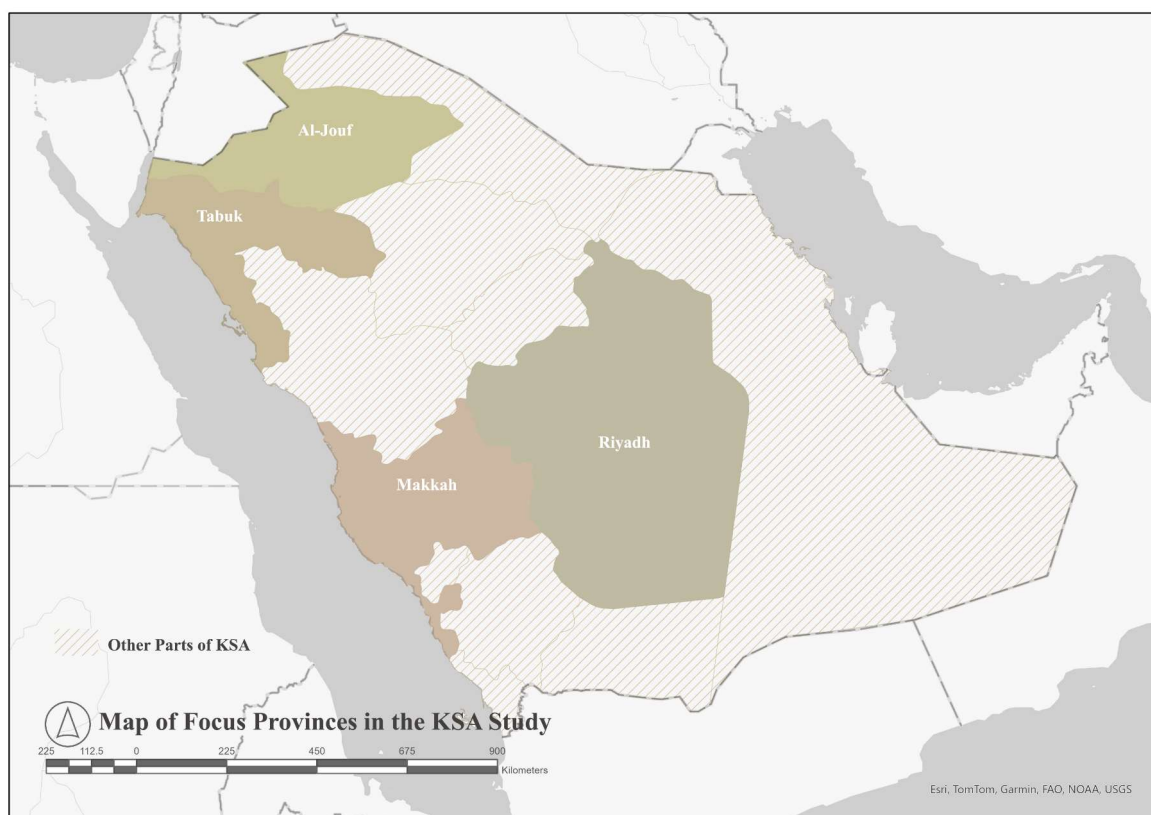 Al-Jouf
Tabuk
Riyadh
Makkah
Other Parts of KSA
Map of Focus Provinces in the KSA Study
225 112.5 0 225 450 675 900
Kilometers
Esri, TomTom, Garmin, FAO, NOAA, USGS